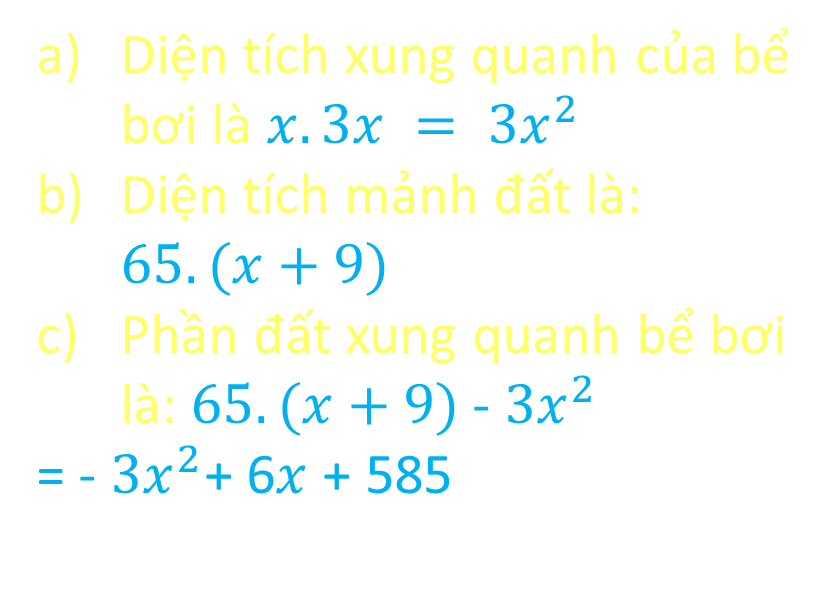 a) Diện tích xung quanh của bể
bơi là x. 3x = 3x²
b) Diện tích mảnh đất là:
65. (x + 9)
c) Phần đất xung quanh bể bơi
là: 65. (x + 9) - 3x²
= - 3x²+ 6x + 585